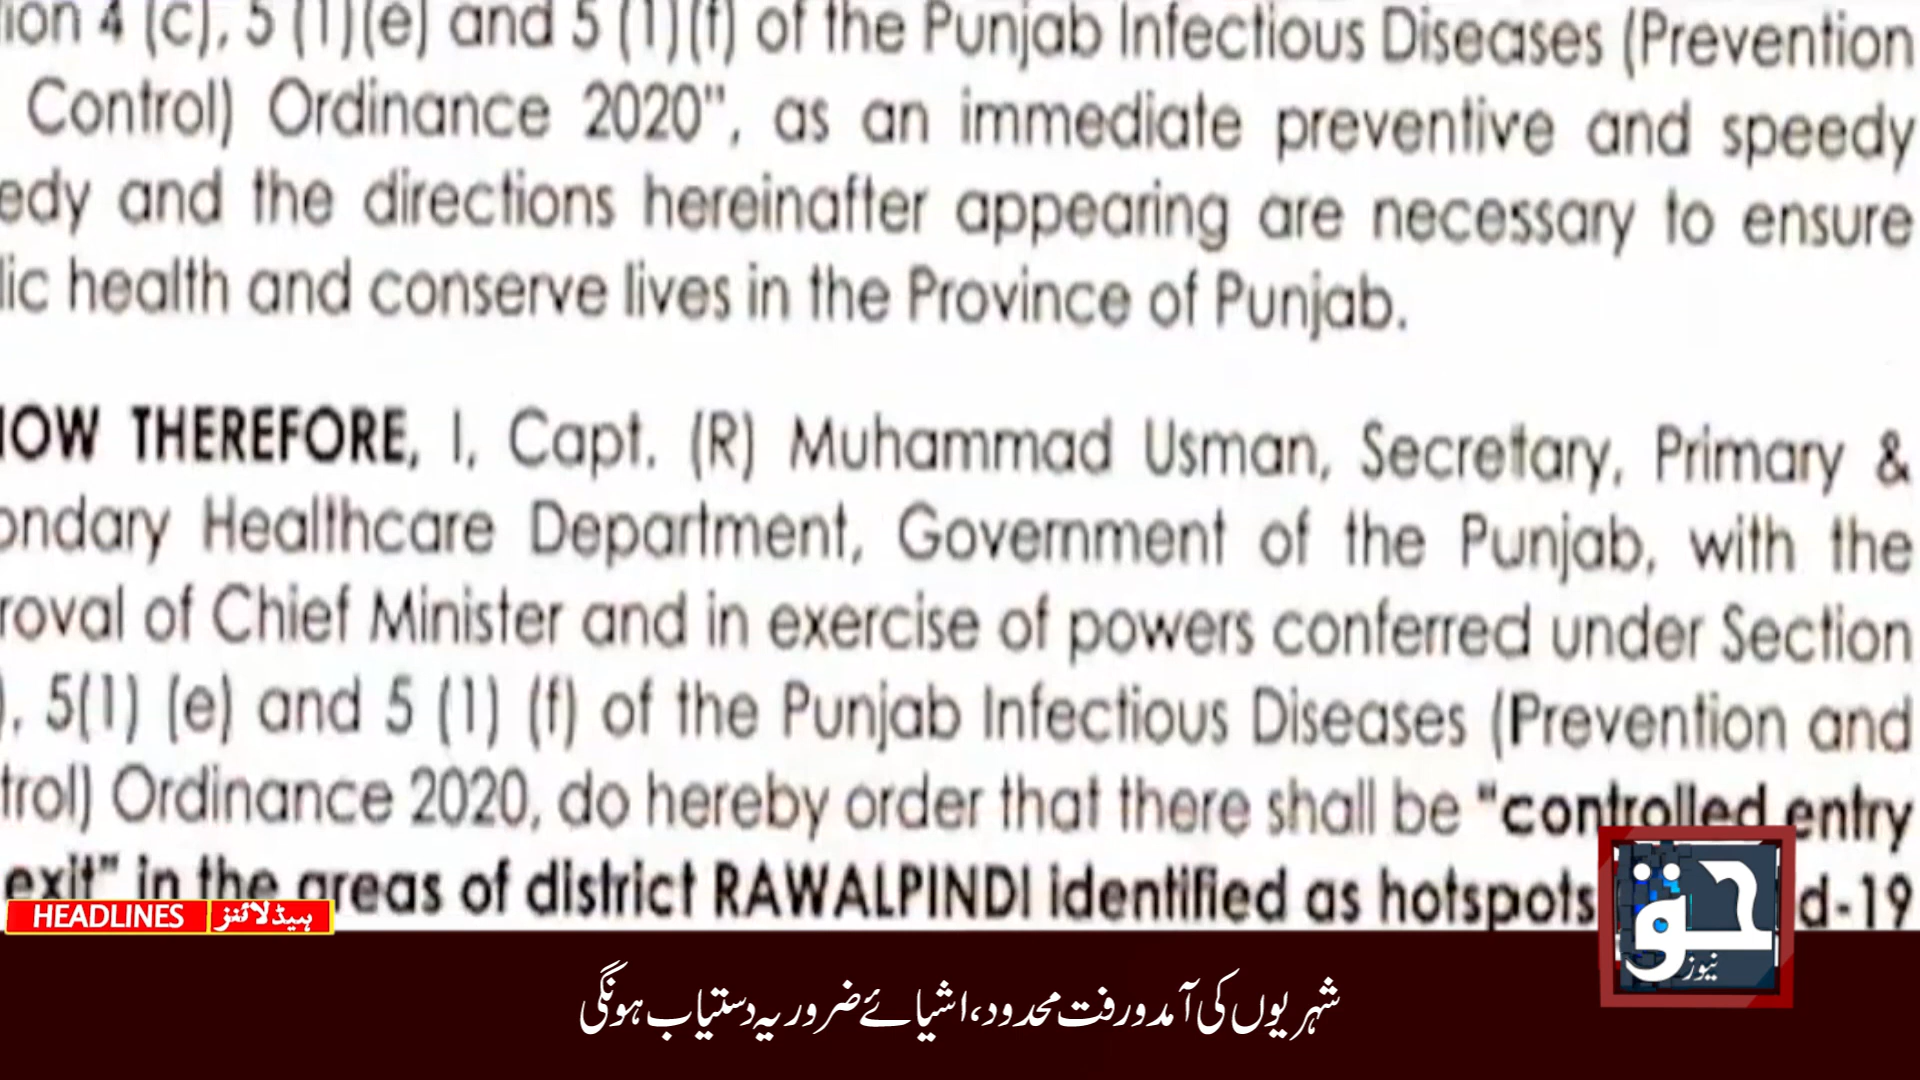 ion 4 (c), 5 (1)(e) and 5 (1)(f) of the Punjab Infectious Diseases (Prevention
Control) Ordinance 2020", as an immediate preventive and speedy
edy and the directions hereinafter appearing are necessary to ensure
lic health and conserve lives in the Province of Punjab.
NOW THEREFORE, I, Capt. (R) Muhammad Usman, Secretary, Primary &
ondary Healthcare Department, Government of the Punjab, with the
roval of Chief Minister and in exercise of powers conferred under Section
), 5(1) (e) and 5 (1) (f) of the Punjab Infectious Diseases (Prevention and
trol) Ordinance 2020, do hereby order that there shall be "controlled entry
exit" in the areas of district RAWALPINDI identified as hotspots d-19
HEADLINES ہیڈلائنز
حق
نیوز
شہریوں کی آمدورفت محدود، اشیائے ضروریہ دستیاب ہونگی